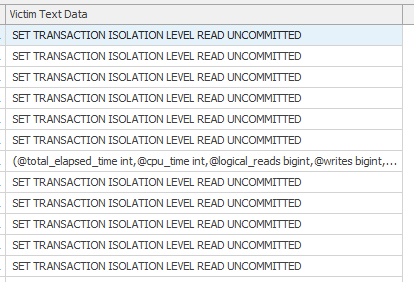 Victim Text Data
SET TRANSACTION ISOLATION LEVEL READ UNCOMMITTED
SET TRANSACTION ISOLATION LEVEL READ UNCOMMITTED
SET TRANSACTION ISOLATION LEVEL READ UNCOMMITTED
SET TRANSACTION ISOLATION LEVEL READ UNCOMMITTED
SET TRANSACTION ISOLATION LEVEL READ UNCOMMITTED
SET TRANSACTION ISOLATION LEVEL READ UNCOMMITTED
(@total_elapsed_time int,@cpu_time int,@logical_reads bigint,@writes bigint,...
SET TRANSACTION ISOLATION LEVEL READ UNCOMMITTED
SET TRANSACTION ISOLATION LEVEL READ UNCOMMITTED
SET TRANSACTION ISOLATION LEVEL READ UNCOMMITTED
SET TRANSACTION ISOLATION LEVEL READ UNCOMMITTED
SET TRANSACTION ISOLATION LEVEL READ UNCOMMITTED